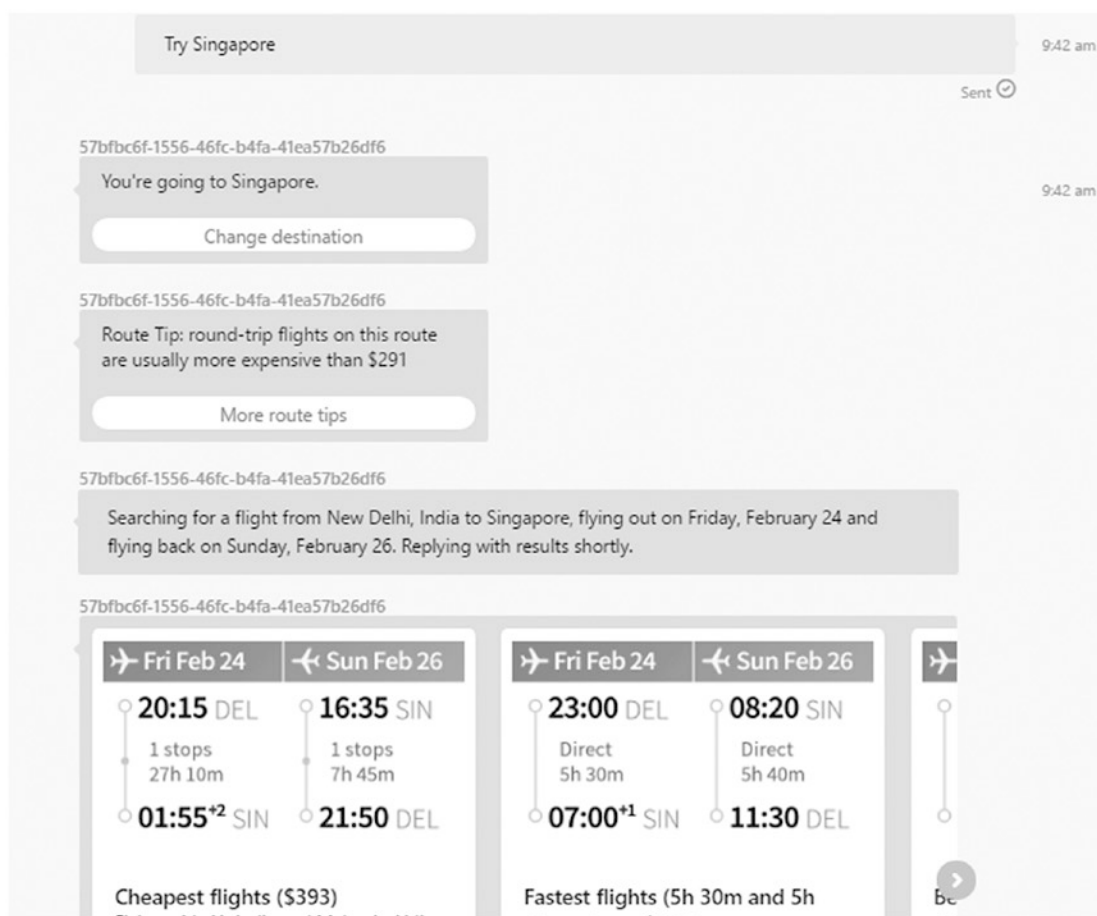 Try Singapore
9:42 am
Sent
57bfbc6f-1556-46fc-b4fa-41ea57b26df6
You're going to Singapore.
9:42 am
Change destination
57bfbc6f-1556-46fc-b4fa-41ea57b26df6
Route Tip: round-trip flights on this route
are usually more expensive than $291
More route tips
57bfbc6f-1556-46fc-b4fa-41ea57b26df6
Searching for a flight from New Delhi, India to Singapore, flying out on Friday, February 24 and
flying back on Sunday, February 26. Replying with results shortly.
57bfbc6f-1556-46fc-b4fa-41ea57b26df6
Fri Feb 24 Sun Feb 26
20:15 DEL 16:35 SIN
1 stops 1 stops
27h 10m 7h 45m
01:55+2 SIN 21:50 DEL
Cheapest flights ($393)
Fri Feb 24 Sun Feb 26
23:00 DEL 08:20 SIN
Direct Direct
5h 30m 5h 40m
07:00+1 SIN 11:30 DEL
Fastest flights (5h 30m and 5h